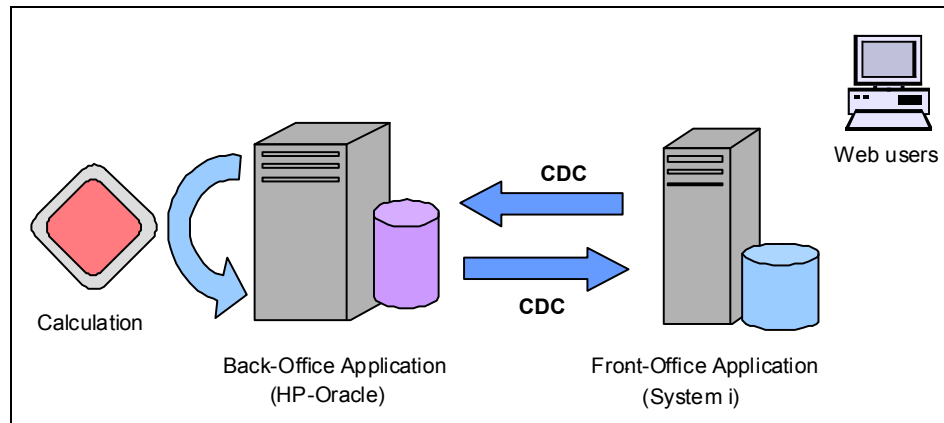 Web users
CDC
CDC
Calculation
Back-Office Application
(HP-Oracle)
Front-Office Application
(System i)